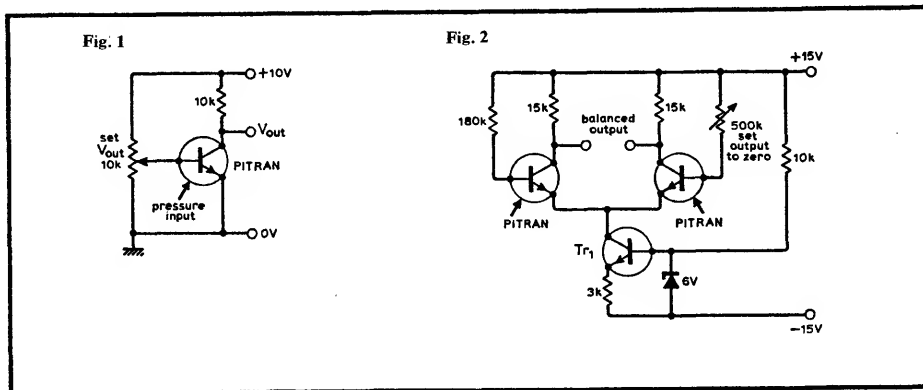 Fig. 1
+10V
10k
set
Vout
10k
Vout
PITRAN
pressure
input
0V
Fig. 2
+15V
180k
15k
balanced
output
15k
500k
set
output
to zero
10k
PITRAN
PITRAN
Tr1
3k
6V
-15V